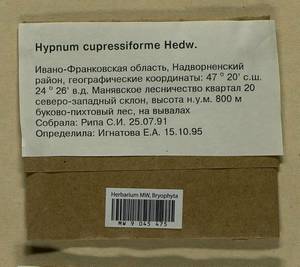 Hypnum cupressiforme Hedw.
Ивано-Франковская область, Надворненский
район, географические координаты: 47 ° 20' с.ш.
24 ° 26' в.д. Манявское лесничество квартал 20
северо-западный склон, высота н.у.м. 800 м
буково-пихтовый лес, на вывалах
Собрала: Рипа С.И. 25.07.91
Определила: Игнатова Е.А. 15.10.95
Herbarium MW, Bryophyta
MW 9 045 475